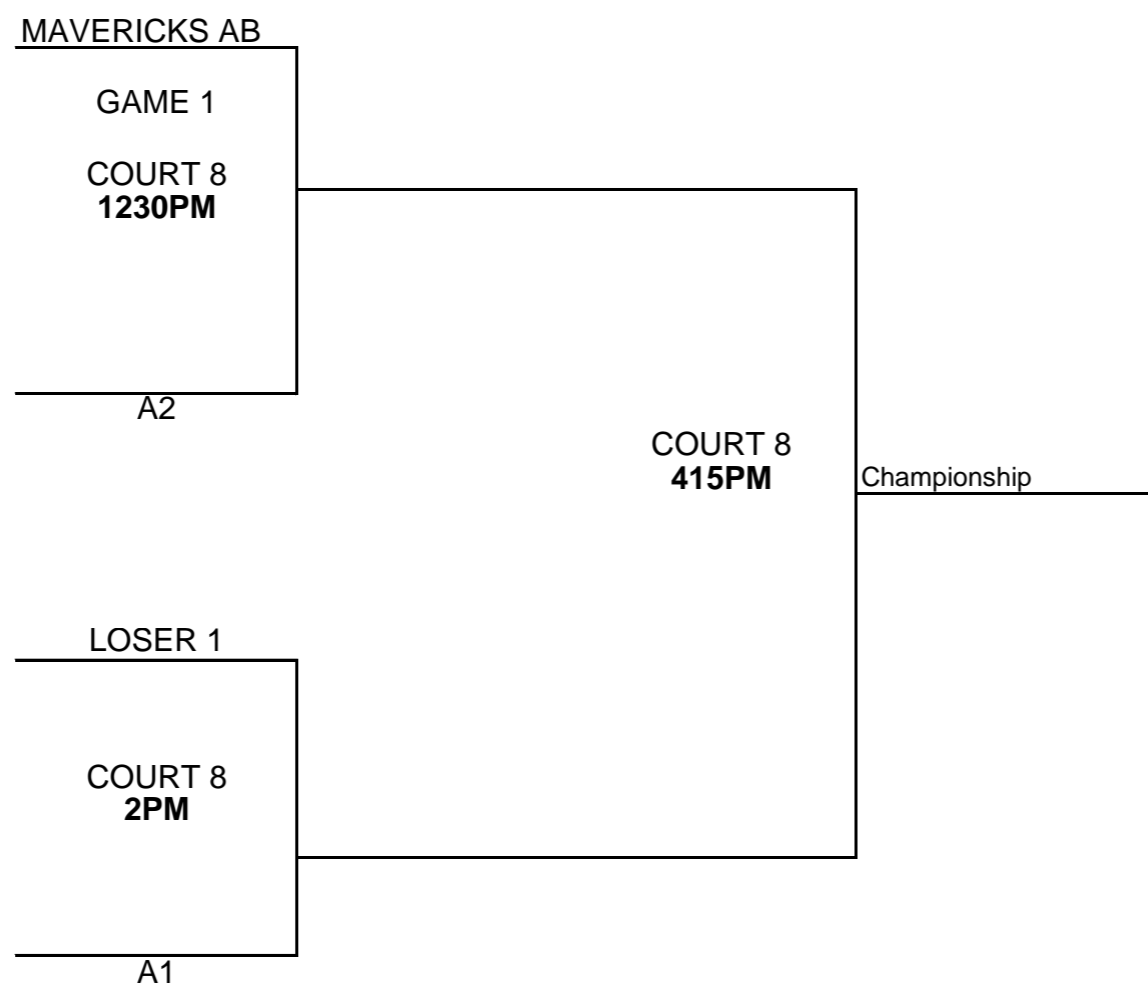 MAVERICKS AB
GAME 1
COURT 8
1230PM
A2
COURT 8
415PM
Championship
LOSER 1
COURT 8
2PM
A1